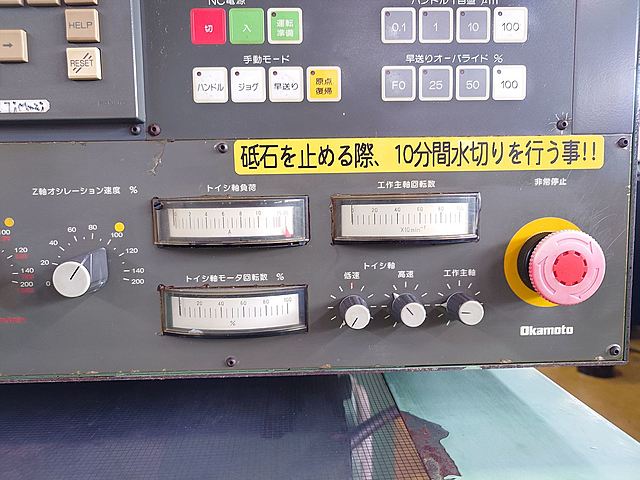 NC電源
ハンドル1目盛 μm
HELP
切
入
運転
準備
0.1
1
10
100
RESET
手動モード
早送りオーバライド %
ハンドル
ジョグ
早送り
原点
復帰
F0
25
50
100
砥石を止める際、10分間水切りを行う事!!
Z軸オシレーション速度 %
トイシ軸負荷
工作主軸回転数
非常停止
0 20 40 60 80 100 120 140 200
100
120
140
200
A
X10min⁻¹
トイシ軸モータ回転数 %
20 40 60 80 100
%
トイシ軸
低速
高速
工作主軸
Okamoto